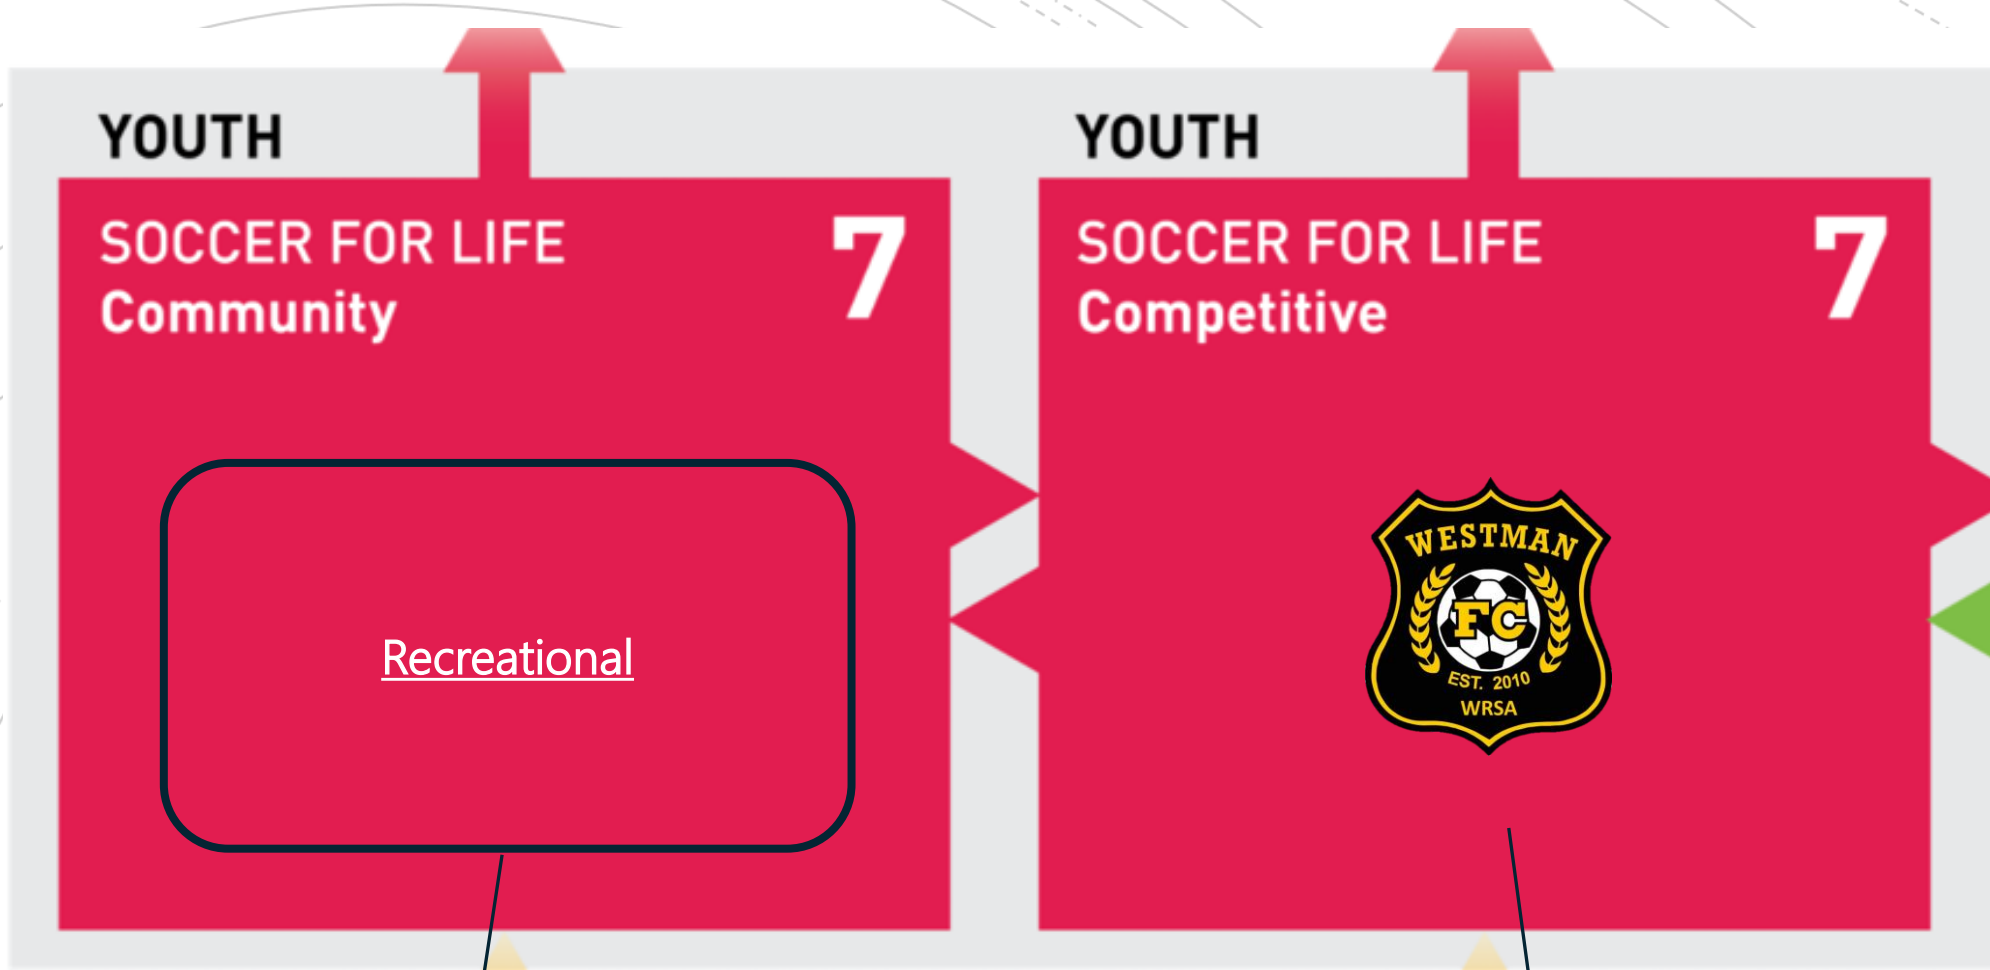 YOUTH
SOCCER FOR LIFE
Community
7
Recreational
YOUTH
SOCCER FOR LIFE
Competitive
7
WESTMAN
FC
EST. 2010
WRSA